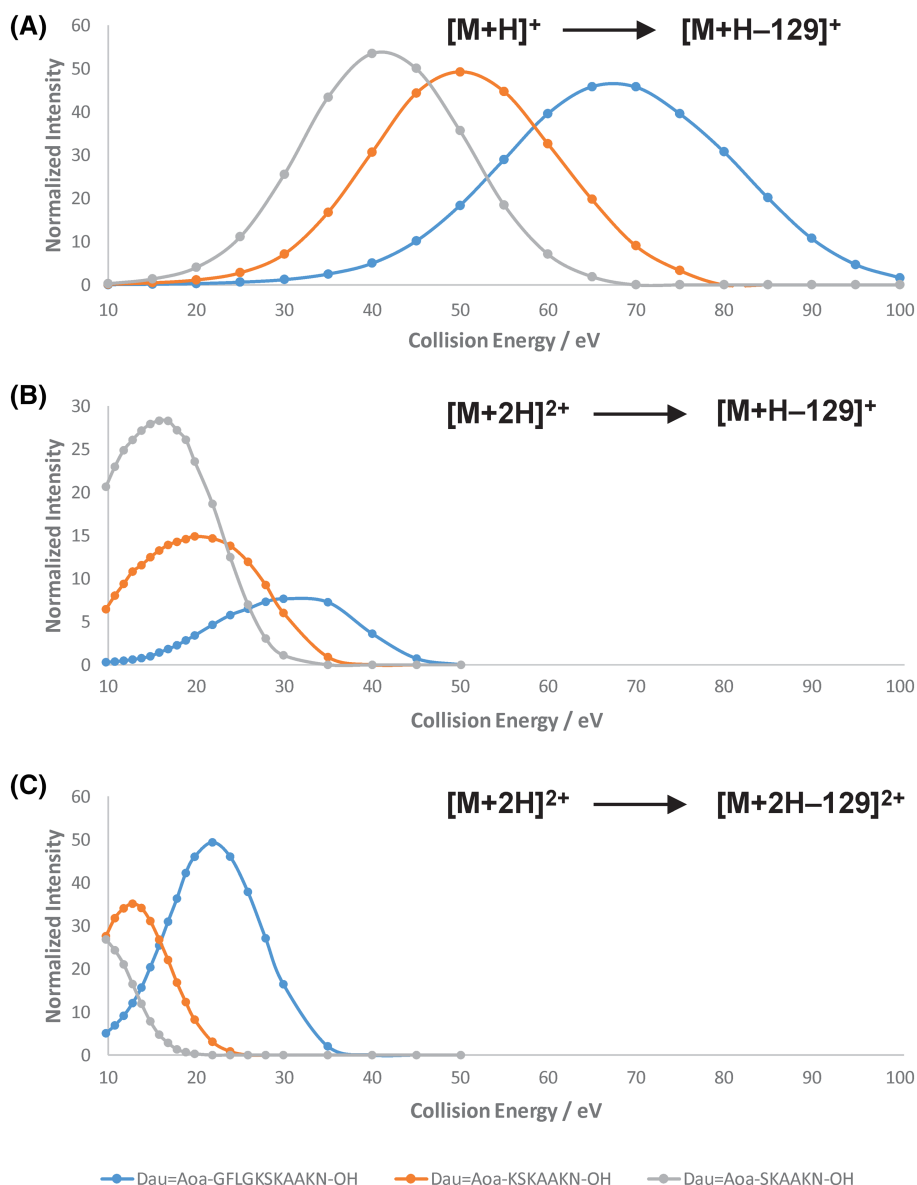 (A)
[M+H]⁺ → [M+H–129]⁺
60
50
40
30
20
10
0
Normalized Intensity
10 20 30 40 50 60 70 80 90 100
Collision Energy / eV
(B)
[M+2H]²⁺ → [M+H–129]⁺
30
25
20
15
10
5
0
Normalized Intensity
10 20 30 40 50 60 70 80 90 100
Collision Energy / eV
(C)
[M+2H]²⁺ → [M+2H–129]²⁺
60
50
40
30
20
10
0
Normalized Intensity
10 20 30 40 50 60 70 80 90 100
Collision Energy / eV
Dau=Aoa-GFLGKSKAAKN-OH Dau=Aoa-KSKAAKN-OH Dau=Aoa-SKAAKN-OH